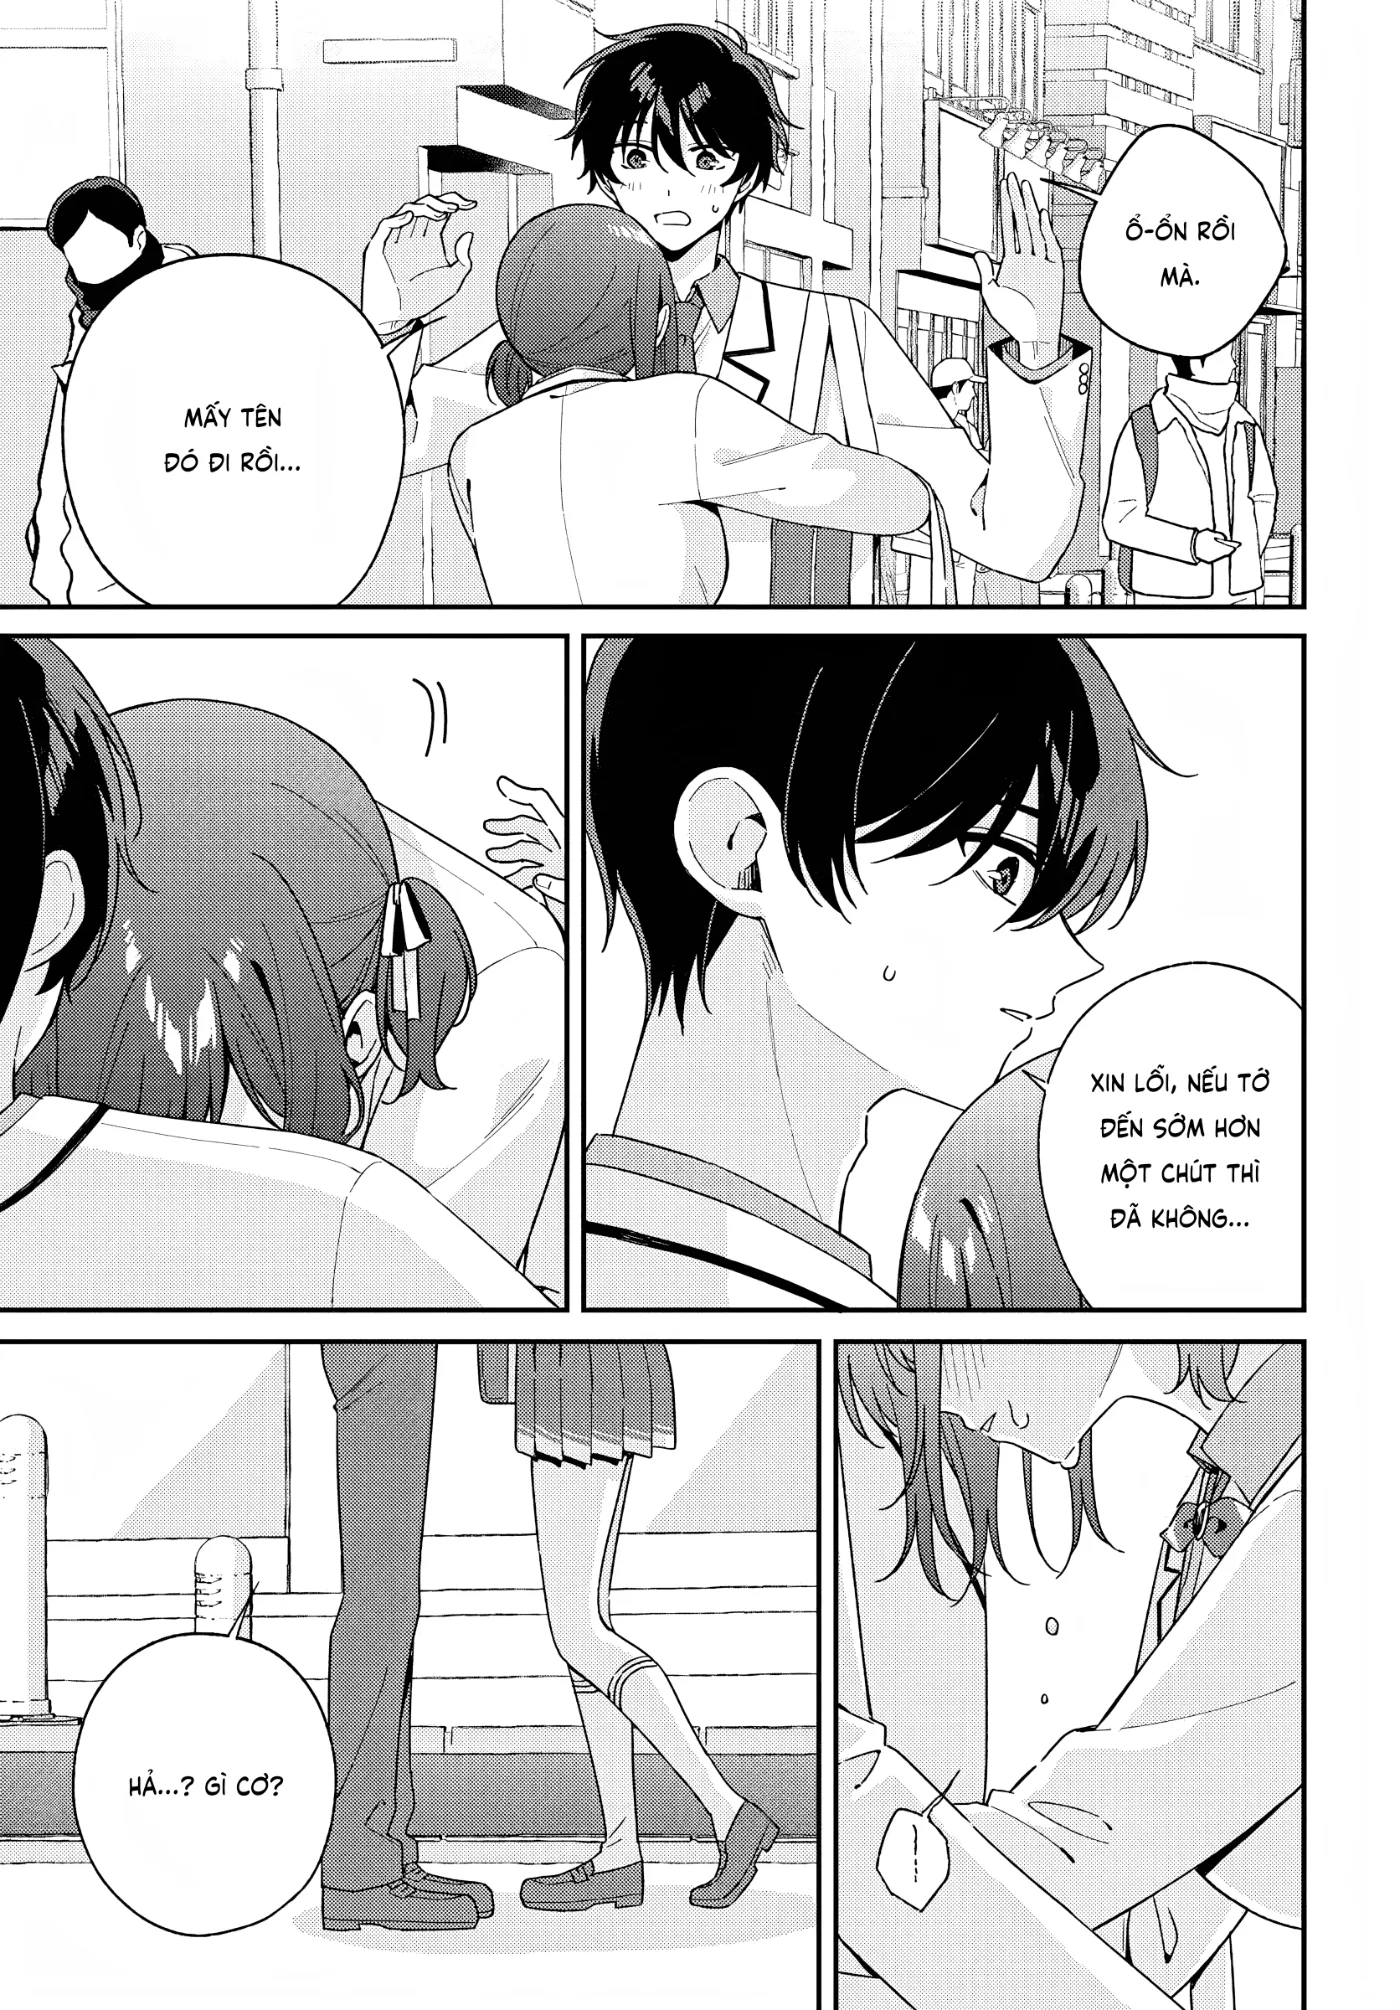 Ổ-ỔN RỒI
MÀ.
MẤY TÊN
ĐÓ ĐI RỒI...
XIN LỖI, NẾU TỚ
ĐẾN SỚM HƠN
MỘT CHÚT THÌ
ĐÃ KHÔNG...
HẢ...? GÌ CƠ?